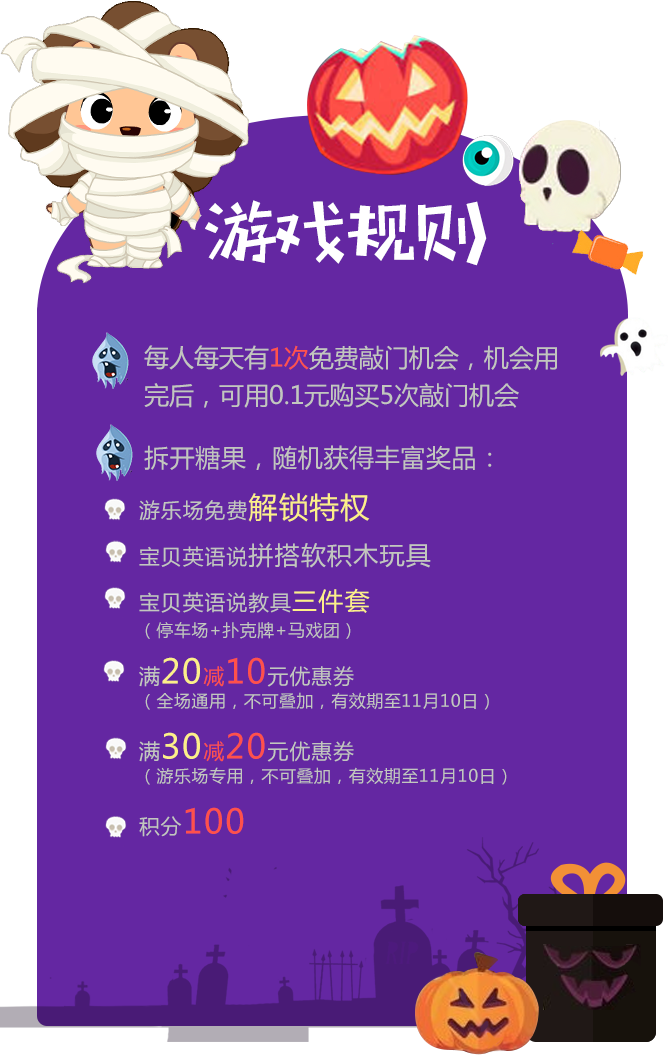 游戏规则
每人每天有1次免费敲门机会，机会用
完后，可用0.1元购买5次敲门机会
拆开糖果，随机获得丰富奖品：
游乐场免费解锁特权
宝贝英语说拼搭软积木玩具
宝贝英语说教具三件套
（停车场+扑克牌+马戏团）
满20减10元优惠券
（全场通用，不可叠加，有效期至11月10日）
满30减20元优惠券
（游乐场专用，不可叠加，有效期至11月10日）
积分100